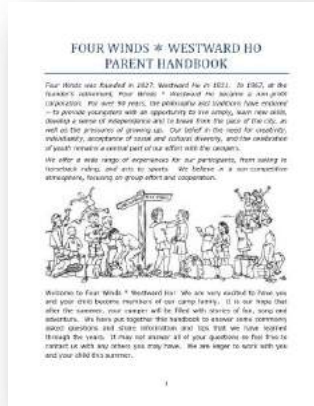 FOUR WINDS * WESTWARD HO
PARENT HANDBOOK
Four Winds was founded in 1927. Westward Ho in 1931. In 1967, at the
founder's retirement, Four Winds * Westward Ho became a non-profit
corporation. For over 90 years, the philosophy and traditions have endured
– to provide youngsters with an opportunity to live simply, learn new skills,
develop a sense of independence and to break from the pace of the city, as
well as the pressures of growing up. Our belief in the need for creativity,
individuality, acceptance of social and cultural diversity, and the celebration
of youth remains a central part of our effort with the campers.
We offer a wide range of experiences for our participants, from sailing to
horseback riding, and arts to sports. We believe in a non-competitive
atmosphere, focusing on group effort and cooperation.
Welcome to Four Winds * Westward Ho! We are very excited to have you
and your child become members of our camp family. It is our hope that
after the summer, your camper will be filled with stories of fun, song and
adventure. We have put together this handbook to answer some commonly
asked questions and share information and tips that we have learned
through the years. It may not answer all of your questions so feel free to
contact us with any others you may have. We are eager to work with you
and your child this summer.
1